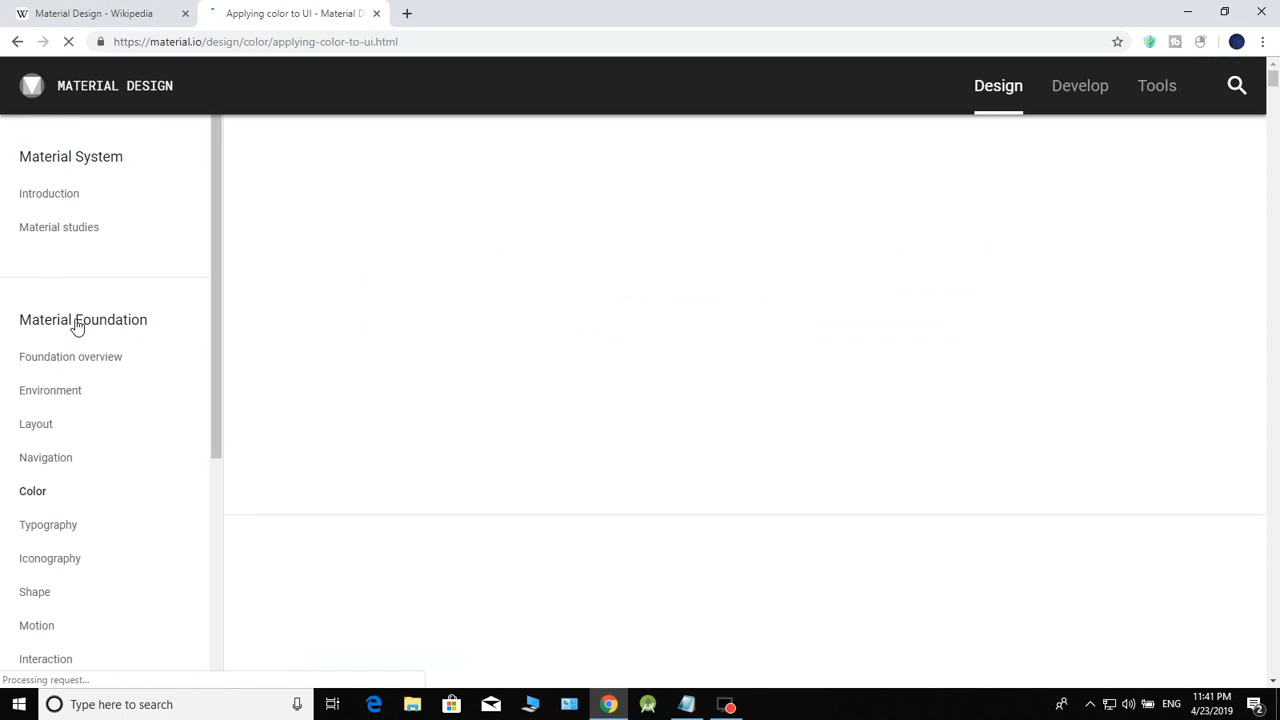 Material Design - Wikipedia
Applying color to UI - Material D
https://material.io/design/color/applying-color-to-ui.html
MATERIAL DESIGN
Design
Develop
Tools
Material System
Introduction
Material studies
Material Foundation
Foundation overview
Environment
Layout
Navigation
Color
Typography
Iconography
Shape
Motion
Interaction
Processing request...
Type here to search
ENG
11:41 PM
4/23/2019
2